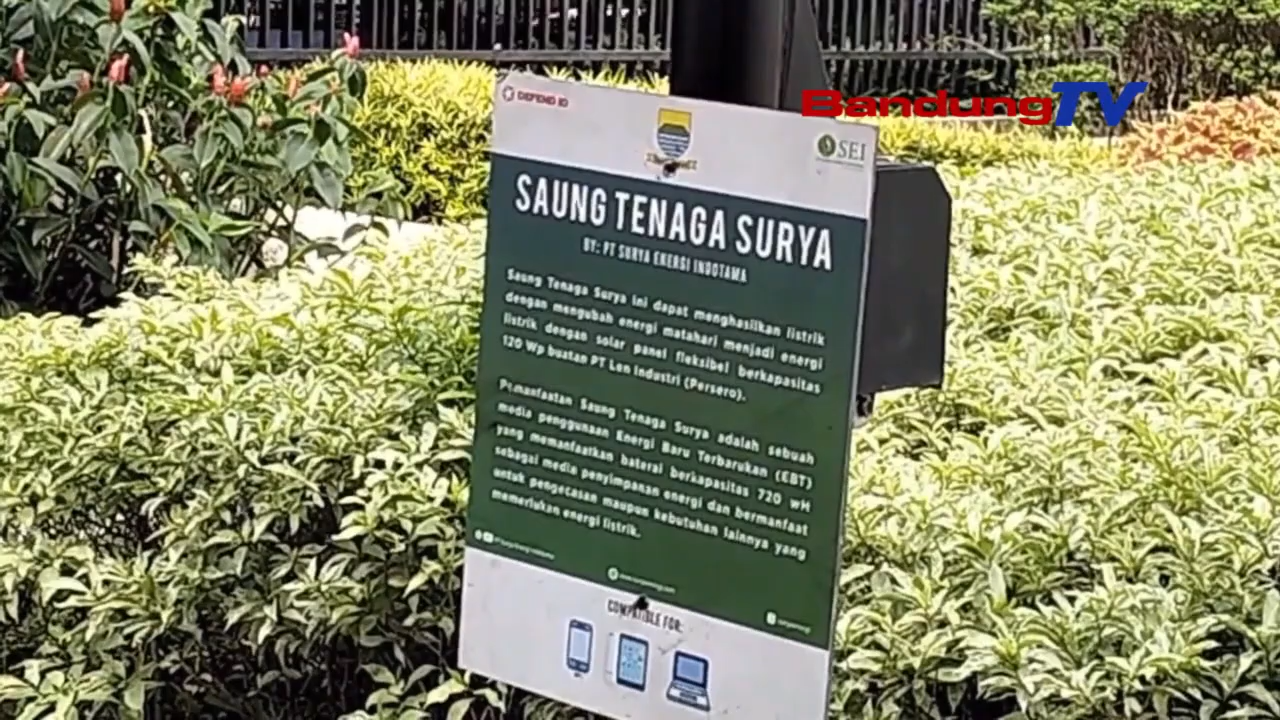 BandungTV
DEFEND ID
SEI
SAUNG TENAGA SURYA
BY: PT SURYA ENERGI INDOTAMA
Saung Tenaga Surya ini dapat menghasilkan listrik
dengan mengubah energi matahari menjadi energi
listrik dengan solar panel fleksibel berkapasitas
120 Wp buatan PT Len Industri (Persero).
Pemanfaatan Saung Tenaga Surya adalah sebuah
media penggunaan Energi Baru Terbarukan (EBT)
yang memanfaatkan baterai berkapasitas 720 wH
sebagai media penyimpanan energi dan bermanfaat
untuk pengecasan maupun kebutuhan lainnya yang
memerlukan energi listrik.
COMPATIBLE FOR: